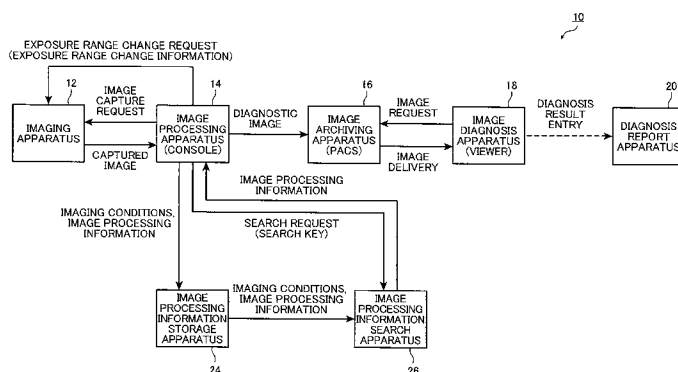 10
EXPOSURE RANGE CHANGE REQUEST
(EXPOSURE RANGE CHANGE INFORMATION)
12
IMAGE
CAPTURE
REQUEST
14
16
18
20
IMAGING
APPARATUS
CAPTURED
IMAGE
IMAGE
PROCESSING
APPARATUS
(CONSOLE)
DIAGNOSTIC
IMAGE
IMAGE
ARCHIVING
APPARATUS
(PACS)
IMAGE
REQUEST
IMAGE
DELIVERY
IMAGE
DIAGNOSIS
APPARATUS
(VIEWER)
DIAGNOSIS
RESULT
ENTRY
DIAGNOSIS
REPORT
APPARATUS
IMAGE PROCESSING
INFORMATION
IMAGING CONDITIONS,
IMAGE PROCESSING
INFORMATION
SEARCH REQUEST
(SEARCH KEY)
IMAGE
PROCESSING
INFORMATION
STORAGE
APPARATUS
24
IMAGING CONDITIONS,
IMAGE PROCESSING
INFORMATION
IMAGE
PROCESSING
INFORMATION
SEARCH
APPARATUS
26